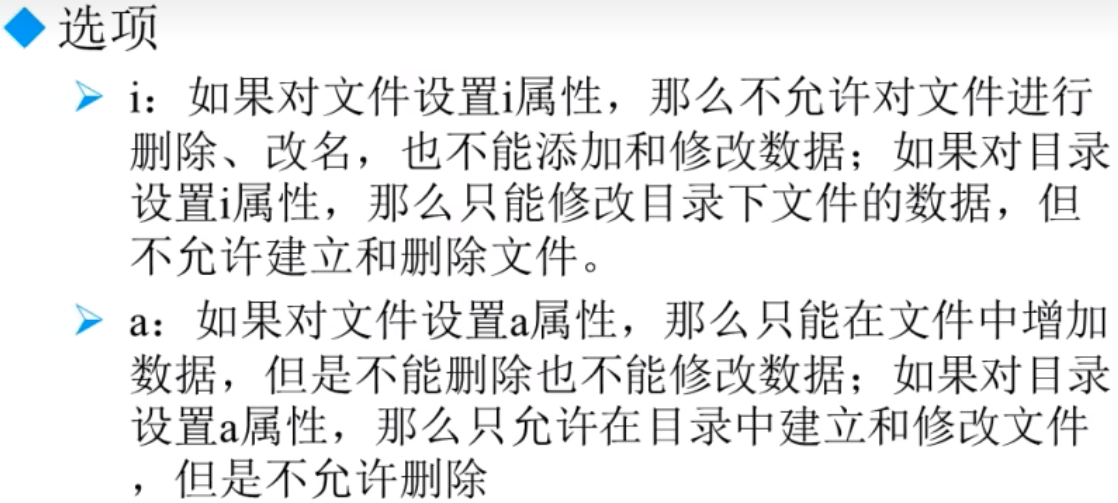 选项
i：如果对文件设置i属性，那么不允许对文件进行
删除、改名，也不能添加和修改数据；如果对目录
设置i属性，那么只能修改目录下文件的数据，但
不允许建立和删除文件。
a：如果对文件设置a属性，那么只能在文件中增加
数据，但是不能删除也不能修改数据；如果对目录
设置a属性，那么只允许在目录中建立和修改文件
，但是不允许删除